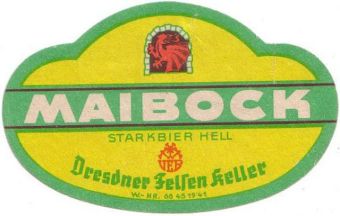 MAIBOCK
STARKBIER HELL
VEB
Dresdner Felsen Keller
W.-NR. 60 45 19 41